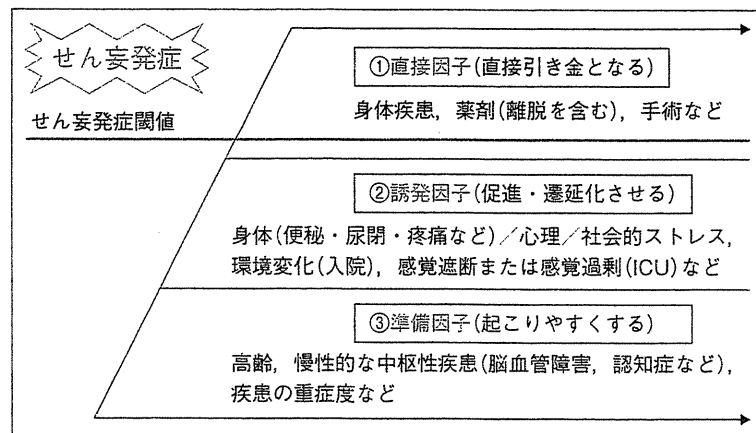 せん妄発症
せん妄発症閾値
①直接因子(直接引き金となる)
身体疾患，薬剤(離脱を含む)，手術など
②誘発因子(促進・遷延化させる)
身体(便秘・尿閉・疼痛など)／心理／社会的ストレス，
環境変化(入院)，感覚遮断または感覚過剰(ICU)など
③準備因子(起こりやすくする)
高齢，慢性的な中枢性疾患(脳血管障害，認知症など)，
疾患の重症度など